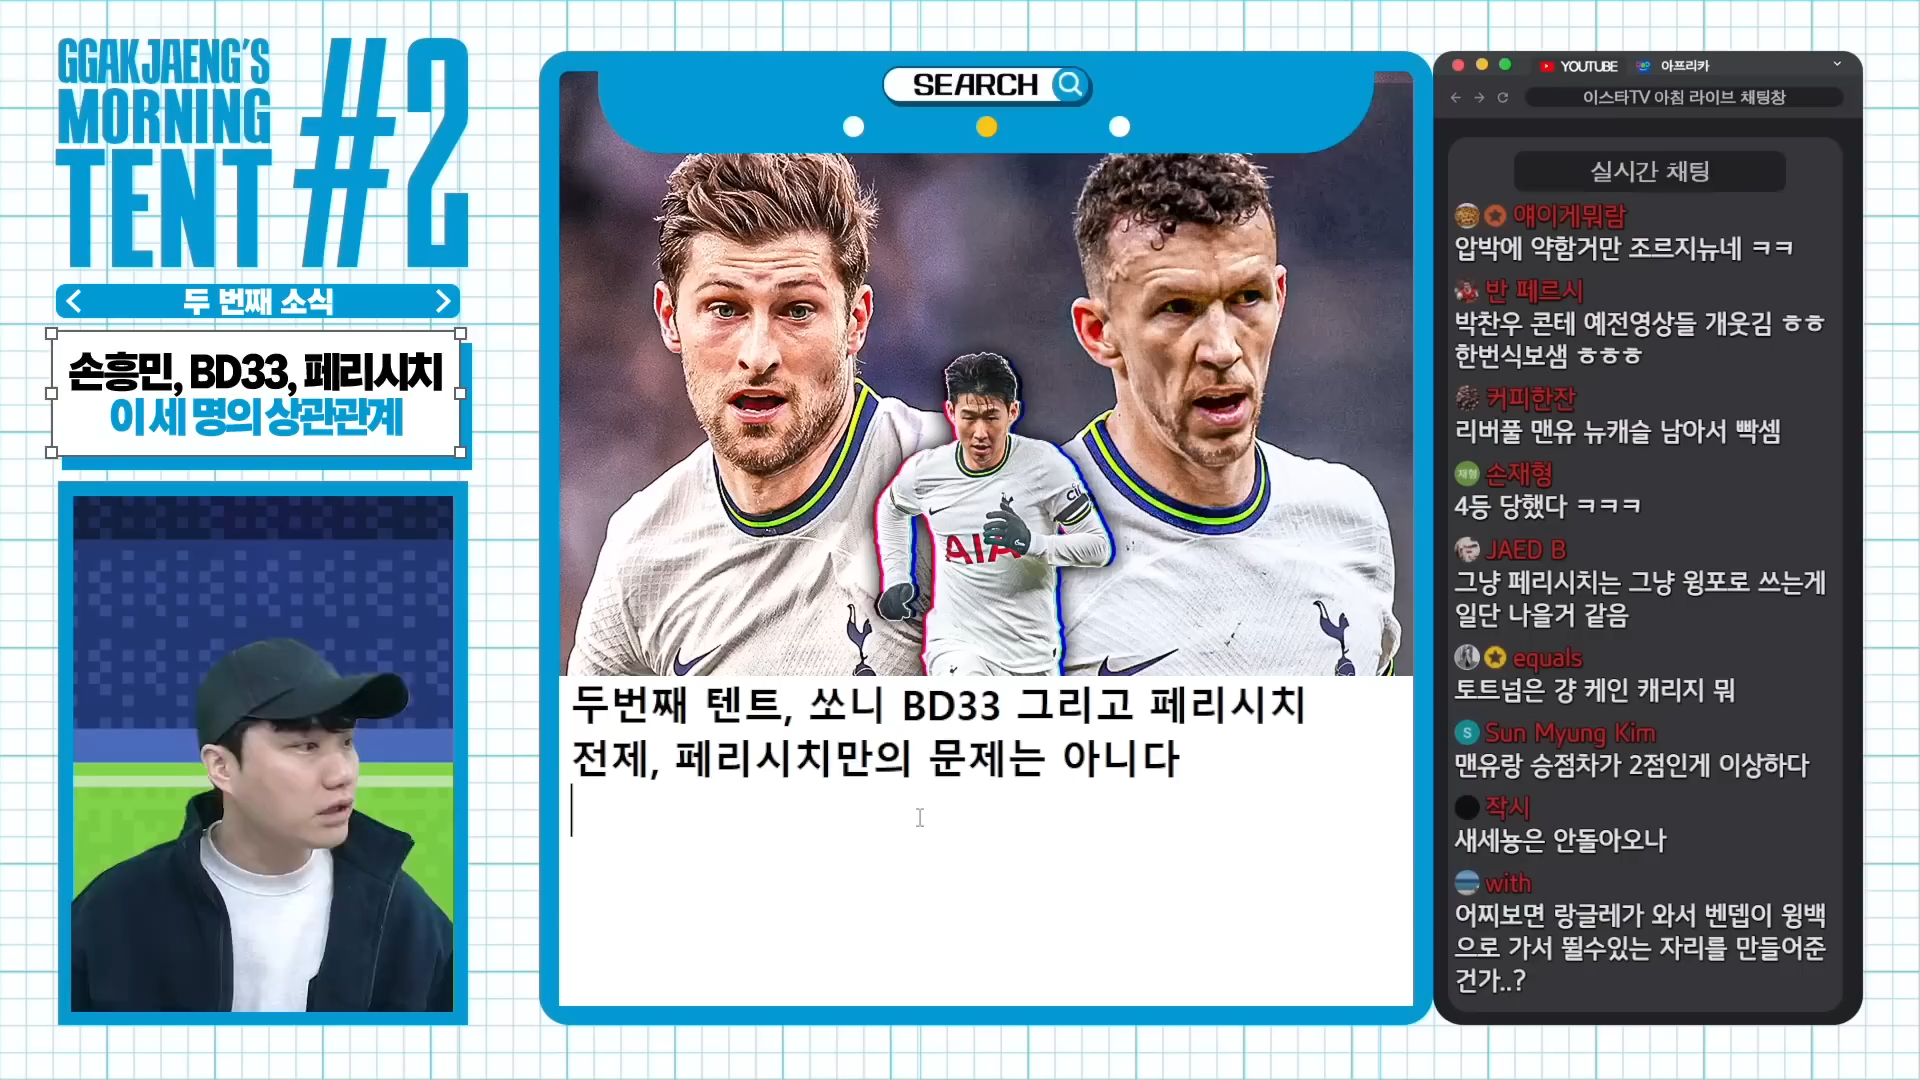 GGAKJAENG'S
MORNING
TENT
#2
두 번째 소식
손흥민, BD33, 페리시치
이 세 명의 상관관계
SEARCH
AIA
두번째 텐트, 쏘니 BD33 그리고 페리시치
전제, 페리시치만의 문제는 아니다
YOUTUBE
아프리카
이스타TV 아침 라이브 채팅창
실시간 채팅
얘이게뭐람
압박에 약함거만 조르지뉴네 ㅋㅋ
반 페르시
박찬우 콘테 예전영상들 개웃김 ㅎㅎ
한번식보샘 ㅎㅎㅎ
커피한잔
리버풀 맨유 뉴캐슬 남아서 빡셈
재형
손재형
4등 당했다 ㅋㅋㅋ
JAED B
그냥 페리시치는 그냥 윙포로 쓰는게
일단 나을거 같음
equals
토트넘은 걍 케인 캐리지 뭐
S
Sun Myung Kim
맨유랑 승점차가 2점인게 이상하다
작시
새세뇽은 안돌아오나
with
어찌보면 랑글레가 와서 벤뎁이 윙백
으로 가서 뛸수있는 자리를 만들어준
건가..?